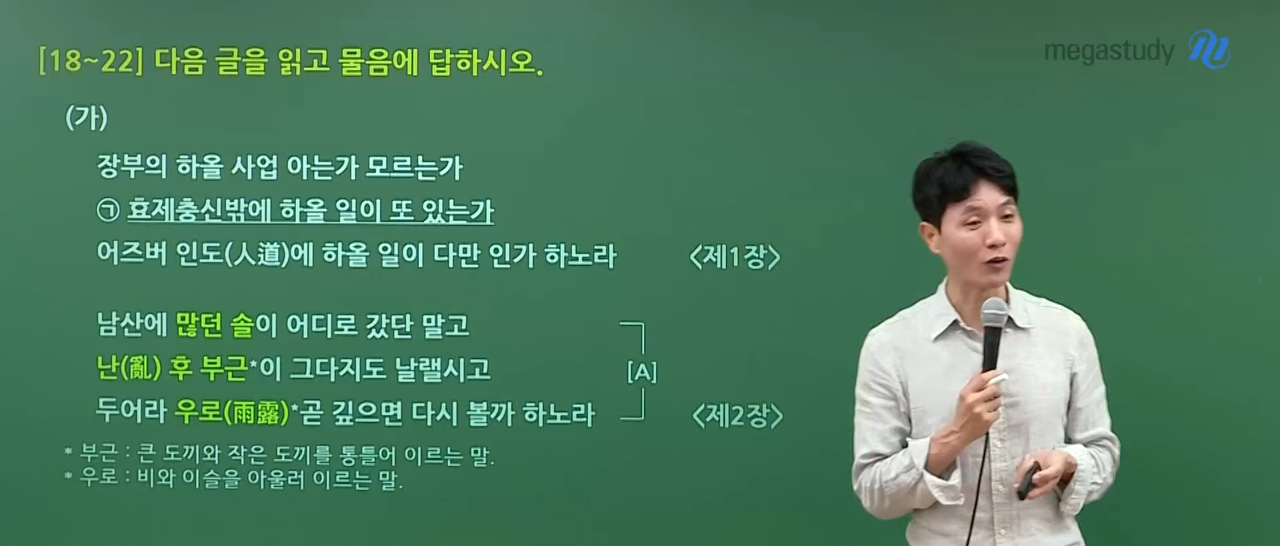 [18~22] 다음 글을 읽고 물음에 답하시오.
megastudy
(가)
장부의 하올 사업 아는가 모르는가
㉠ 효제충신밖에 하올 일이 또 있는가
어즈버 인도(人道)에 하올 일이 다만 인가 하노라 〈제1장〉
남산에 많던 솔이 어디로 갔단 말고
난(亂) 후 부근*이 그다지도 날랠시고 [A]
두어라 우로(雨露)*곧 깊으면 다시 볼까 하노라 〈제2장〉
* 부근 : 큰 도끼와 작은 도끼를 통틀어 이르는 말.
* 우로 : 비와 이슬을 아울러 이르는 말.